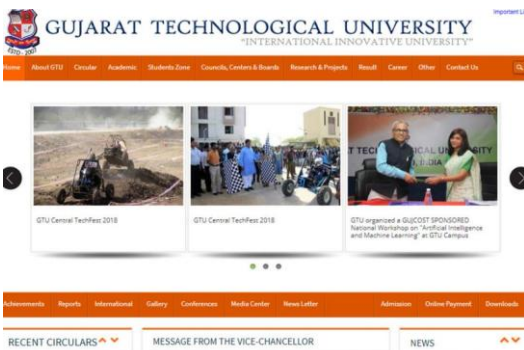 Important Li
GUJARAT TECHNOLOGICAL UNIVERSITY
"INTERNATIONAL INNOVATIVE UNIVERSITY"
ESTD- 2007
Home About GTU Circular Academic Students Zone Councils, Centers & Boards Research & Projects Result Career Other Contact Us
GTU Central TechFest 2018
GTU Central TechFest 2018
GTU organized a GUJCOST SPONSORED
National Workshop on "Artificial Intelligence
and Machine Learning" at GTU Campus
Achievements Reports International Gallery Conferences Media Center News Letter Admission Online Payment Downloads
RECENT CIRCULARS
MESSAGE FROM THE VICE-CHANCELLOR
NEWS